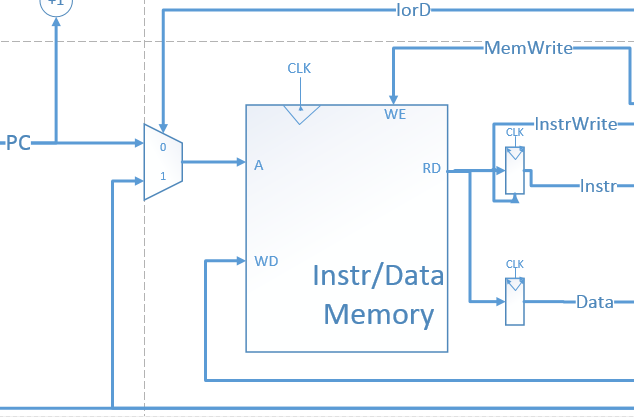 +1
IorD
MemWrite
CLK
WE
InstrWrite
CLK
PC
0
1
A
RD
Instr
WD
CLK
Instr/Data
Memory
Data